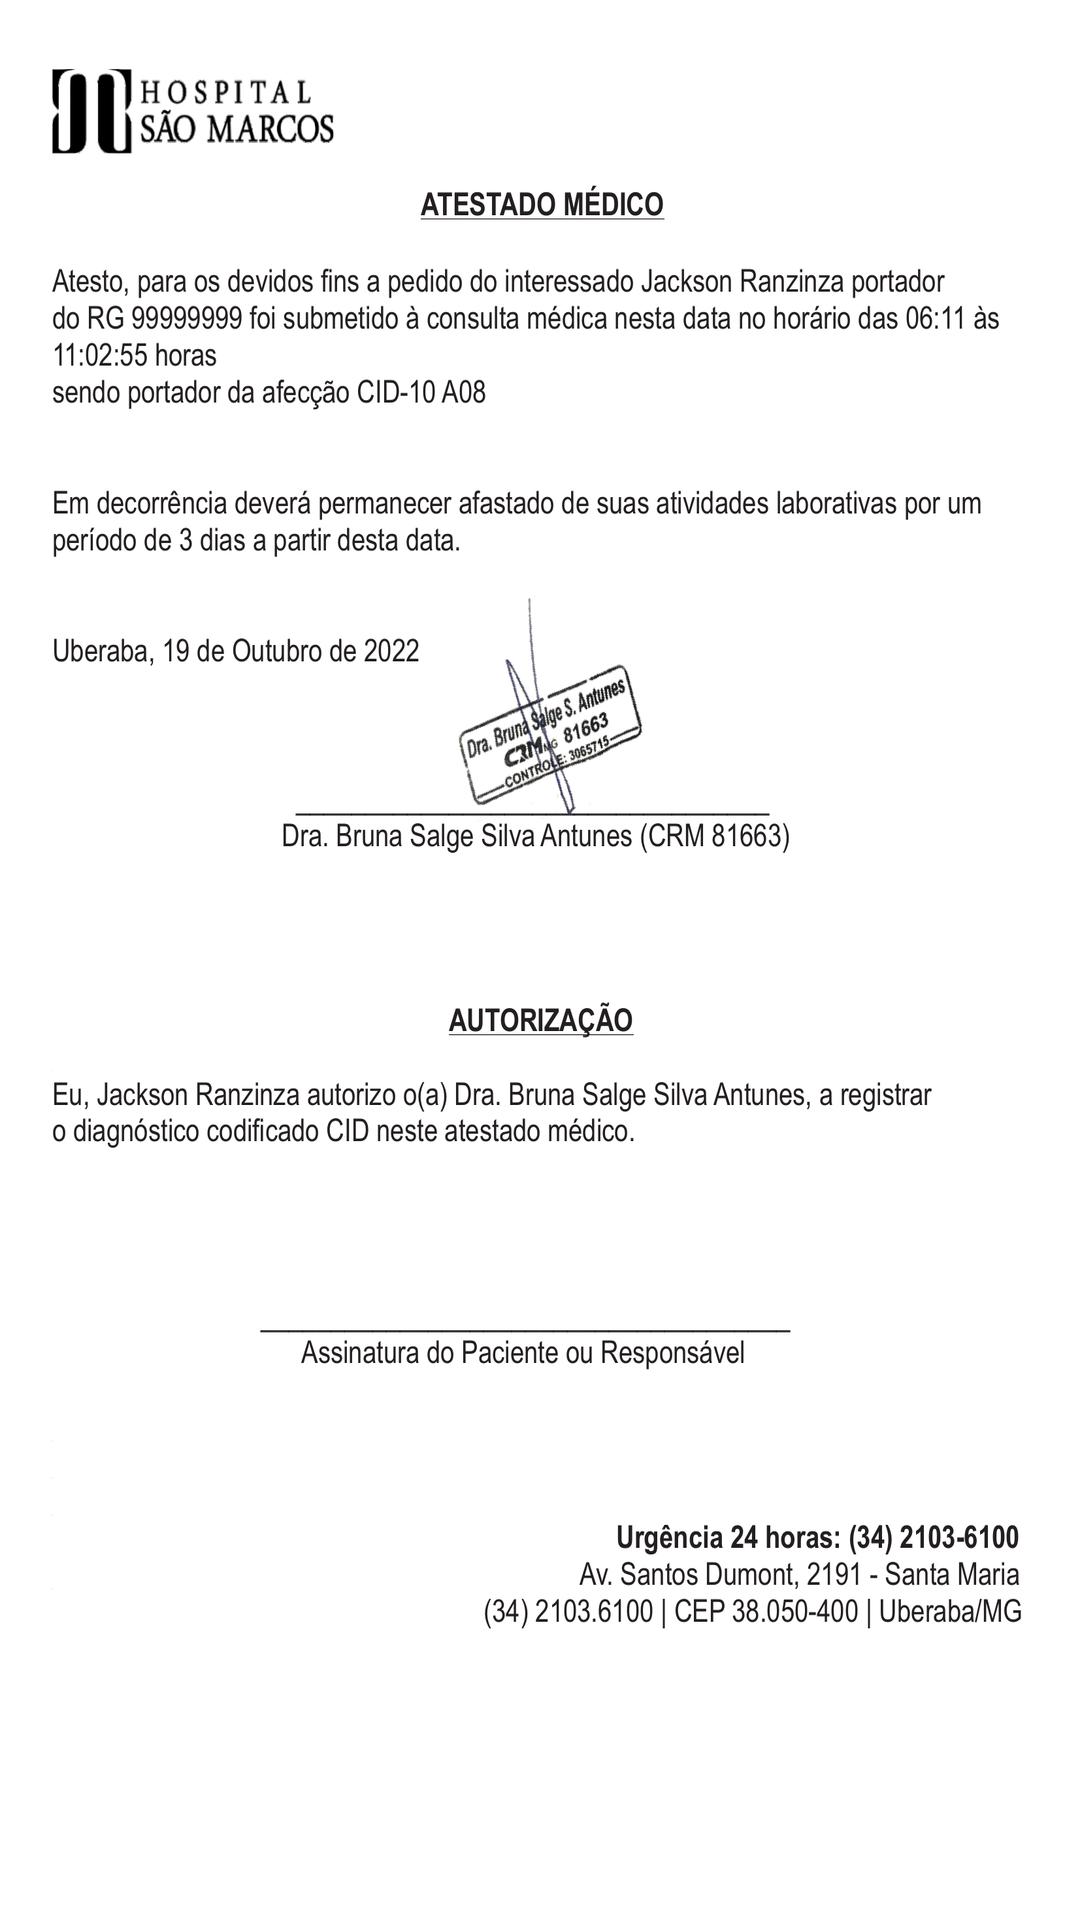 HOSPITAL
SÃO MARCOS
ATESTADO MÉDICO
Atesto, para os devidos fins a pedido do interessado Jackson Ranzinza portador
do RG 99999999 foi submetido à consulta médica nesta data no horário das 06:11 às
11:02:55 horas
sendo portador da afecção CID-10 A08
Em decorrência deverá permanecer afastado de suas atividades laborativas por um
período de 3 dias a partir desta data.
Uberaba, 19 de Outubro de 2022
Dra. Bruna Salge S. Antunes
CRM MG 81663
CONTROLE: 3065715
Dra. Bruna Salge Silva Antunes (CRM 81663)
AUTORIZAÇÃO
Eu, Jackson Ranzinza autorizo o(a) Dra. Bruna Salge Silva Antunes, a registrar
o diagnóstico codificado CID neste atestado médico.
Assinatura do Paciente ou Responsável
Urgência 24 horas: (34) 2103-6100
Av. Santos Dumont, 2191 - Santa Maria
(34) 2103.6100 | CEP 38.050-400 | Uberaba/MG